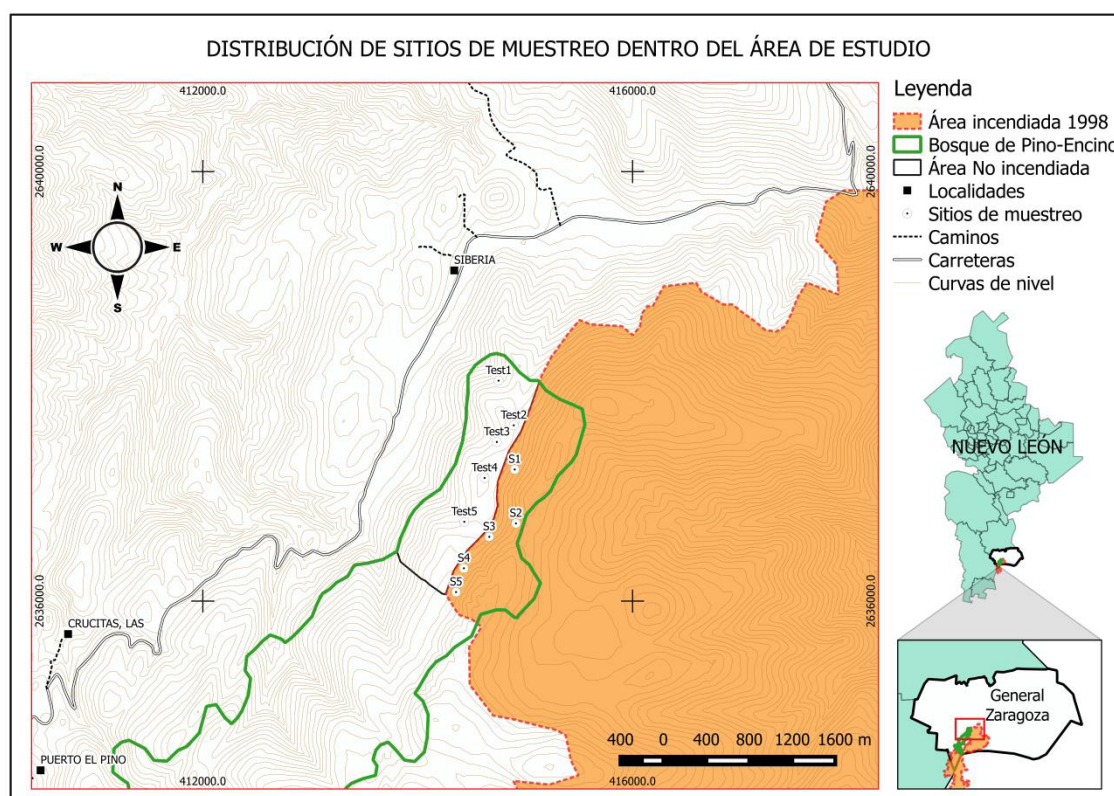 DISTRIBUCIÓN DE SITIOS DE MUESTREO DENTRO DEL ÁREA DE ESTUDIO
412000.0
416000.0
2640000.0
2640000.0
N
W
E
S
SIBERIA
Test1
Test2
Test3
S1
Test4
Test5
S2
S3
S4
S5
2636000.0
2636000.0
CRUCITAS, LAS
PUERTO EL PINO
400 0 400 800 1200 1600 m
412000.0
416000.0
Leyenda
Área incendiada 1998
Bosque de Pino-Encino
Área No incendiada
Localidades
Sitios de muestreo
Caminos
Carreteras
Curvas de nivel
NUEVO LEÓN
General
Zaragoza